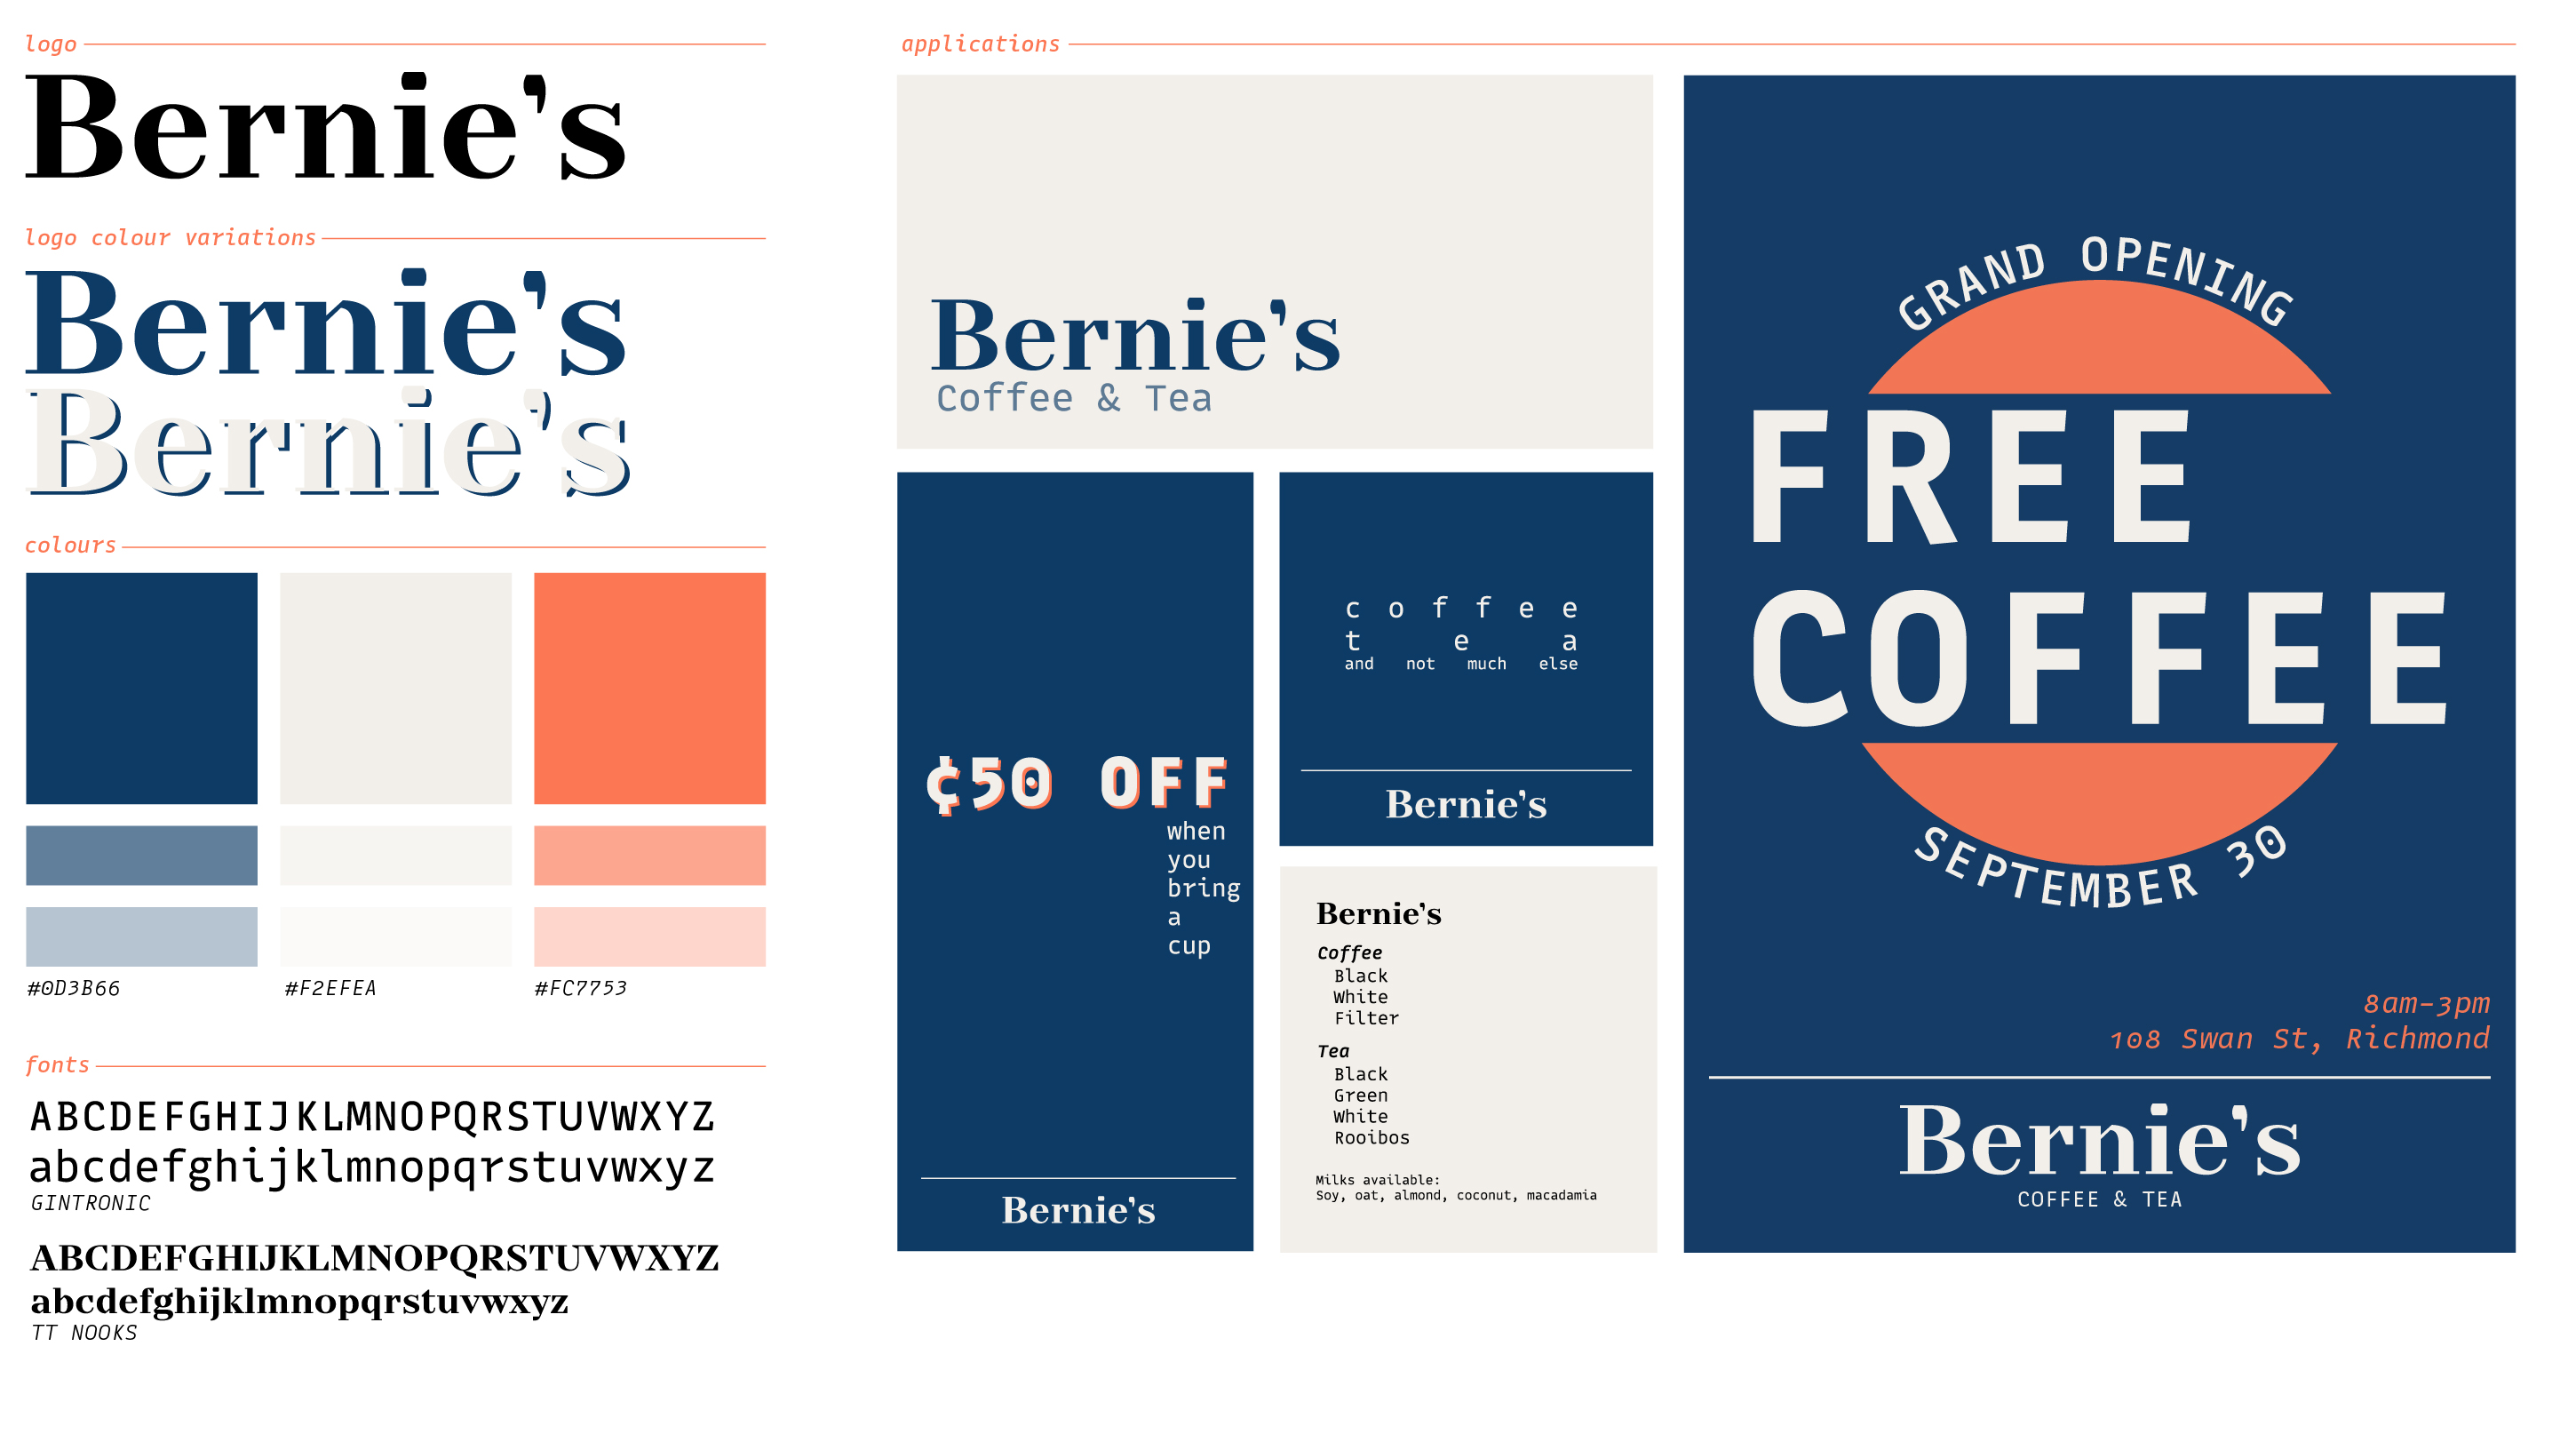 logo
Bernie's
logo colour variations
Bernie's
Bernie's
colours
#0D3B66
#F2EFEA
#FC7753
fonts
ABCDEFGHIJKLMNOPQRSTUVWXYZ
abcdefghijklmnopqrstuvwxyz
GINTRONIC
ABCDEFGHIJKLMNOPQRSTUVWXYZ
abcdefghijklmnopqrstuvwxyz
TT NOOKS
applications
Bernie's
Coffee & Tea
¢50 OFF
when
you
bring
a
cup
Bernie's
coffee
tea
and not much else
Bernie's
Bernie's
Coffee
Black
White
Filter
Tea
Black
Green
White
Rooibos
Milks available:
Soy, oat, almond, coconut, macadamia
GRAND OPENING
FREE
COFFEE
SEPTEMBER 30
8am–3pm
108 Swan St, Richmond
Bernie's
COFFEE & TEA